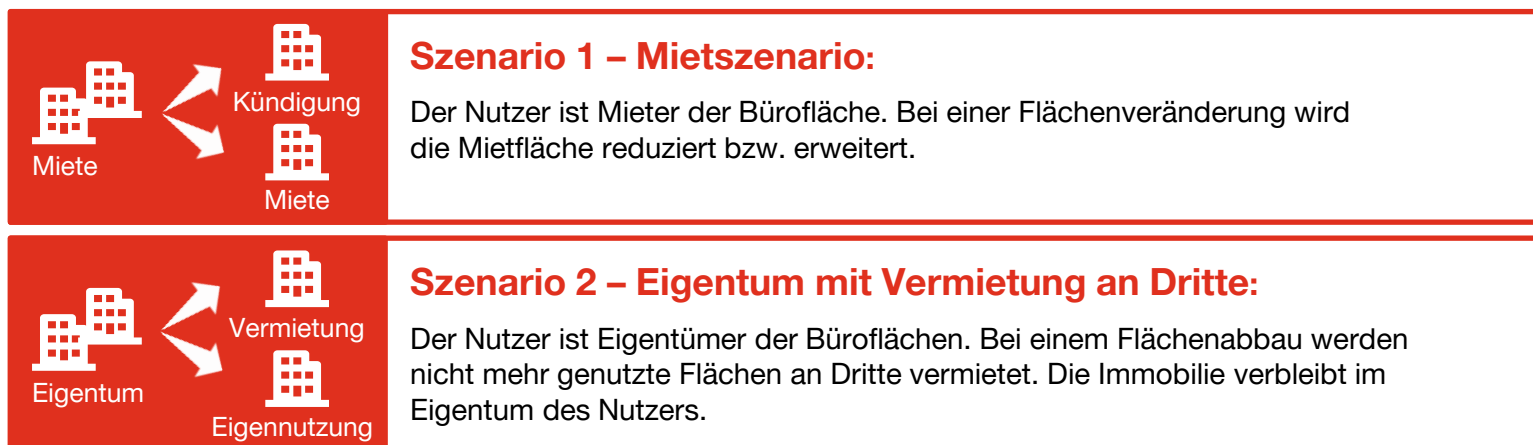 Miete
Kündigung
Miete
Szenario 1 – Mietszenario:
Der Nutzer ist Mieter der Bürofläche. Bei einer Flächenveränderung wird
die Mietfläche reduziert bzw. erweitert.
Eigentum
Vermietung
Eigennutzung
Szenario 2 – Eigentum mit Vermietung an Dritte:
Der Nutzer ist Eigentümer der Büroflächen. Bei einem Flächenabbau werden
nicht mehr genutzte Flächen an Dritte vermietet. Die Immobilie verbleibt im
Eigentum des Nutzers.